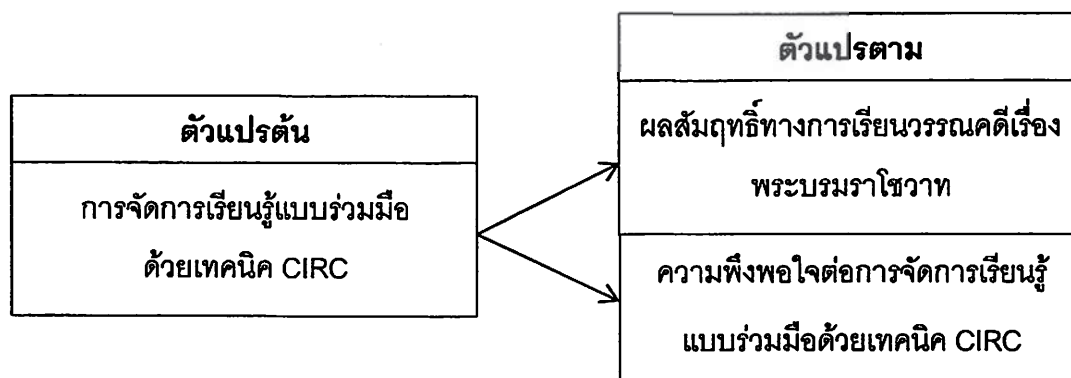 ตัวแปรต้น
การจัดการเรียนรู้แบบร่วมมือ
ด้วยเทคนิค CIRC
ตัวแปรตาม
ผลสัมฤทธิ์ทางการเรียนวรรณคดีเรื่อง
พระบรมราโชวาท
ความพึงพอใจต่อการจัดการเรียนรู้
แบบร่วมมือด้วยเทคนิค CIRC